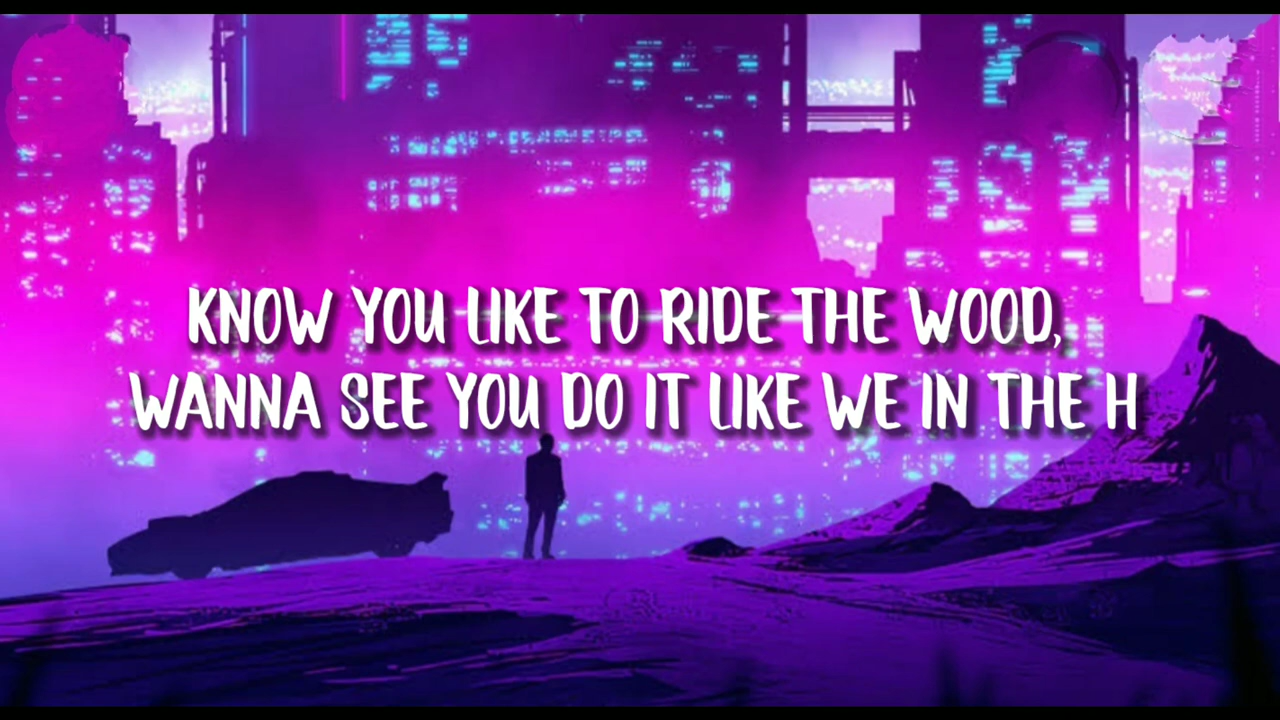 KNOW YOU LIKE TO RIDE THE WOOD,
WANNA SEE YOU DO IT LIKE WE IN THE H